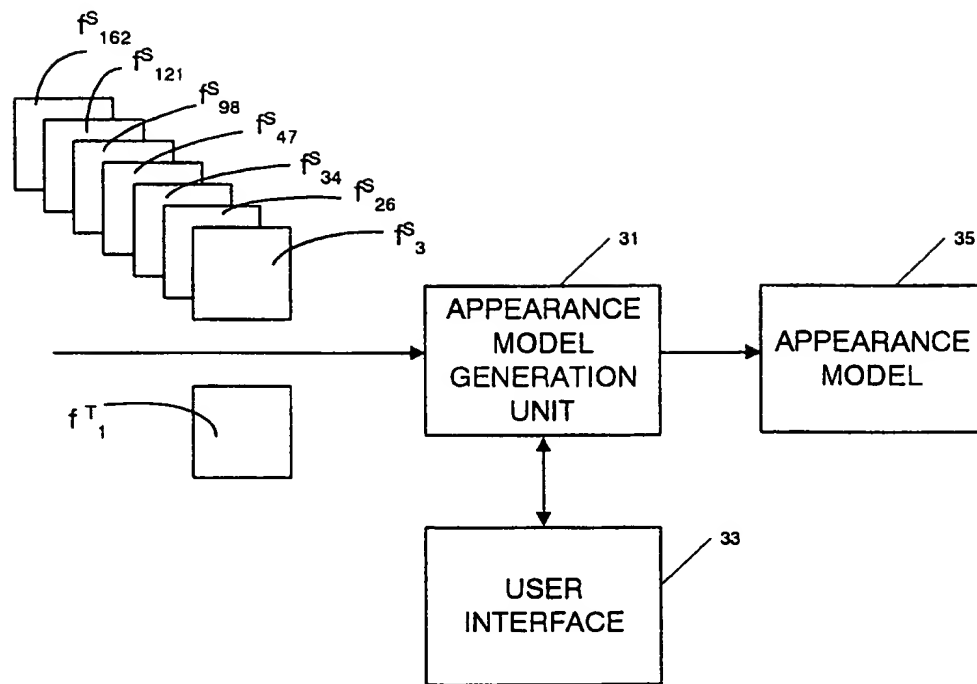 f^S_162
f^S_121
f^S_98
f^S_47
f^S_34
f^S_26
f^S_3
31
35
APPEARANCE
MODEL
GENERATION
UNIT
APPEARANCE
MODEL
f^T_1
33
USER
INTERFACE